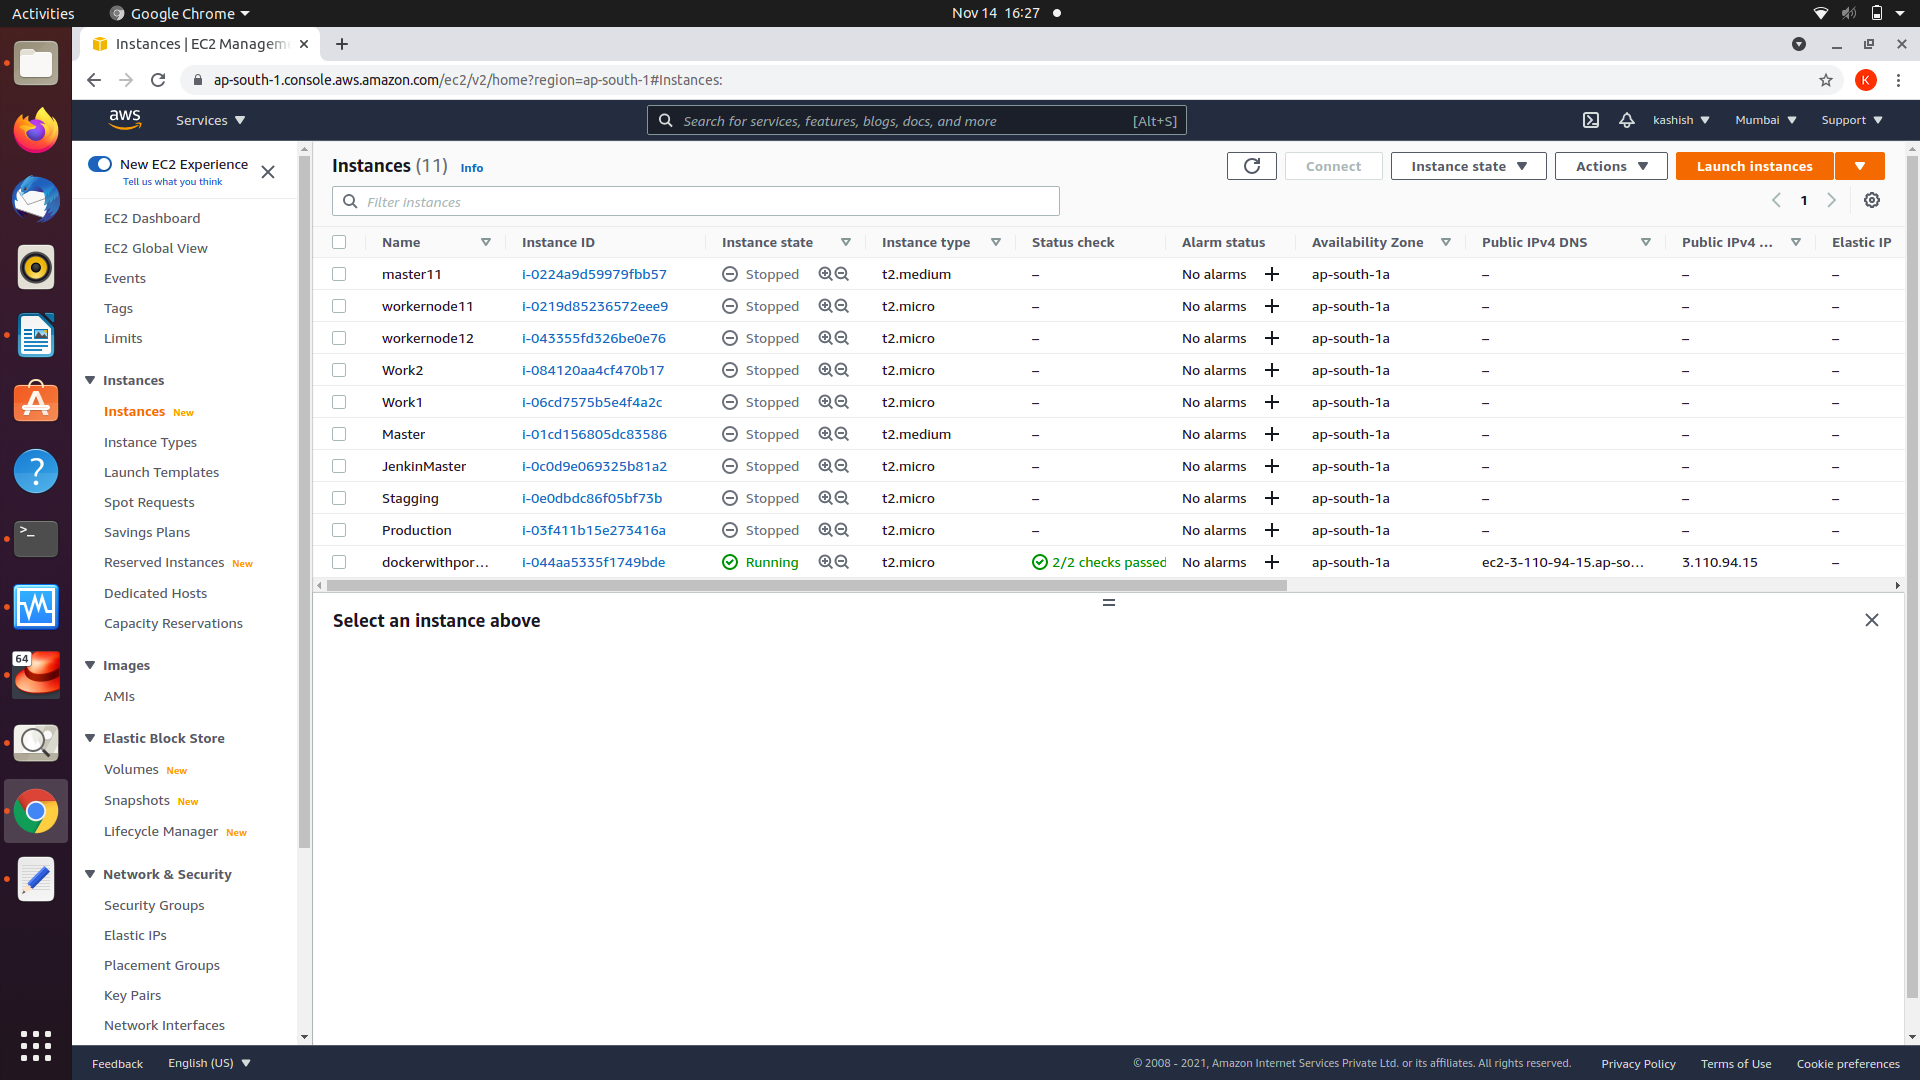 Activities Google Chrome Nov 14 16:27
Instances | EC2 Managem
ap-south-1.console.aws.amazon.com/ec2/v2/home?region=ap-south-1#Instances:
K
aws Services Search for services, features, blogs, docs, and more [Alt+S] kashish Mumbai Support
New EC2 Experience
Tell us what you think
EC2 Dashboard
EC2 Global View
Events
Tags
Limits
Instances
Instances New
Instance Types
Launch Templates
Spot Requests
Savings Plans
Reserved Instances New
Dedicated Hosts
Capacity Reservations
Images
AMIs
Elastic Block Store
Volumes New
Snapshots New
Lifecycle Manager New
Network & Security
Security Groups
Elastic IPs
Placement Groups
Key Pairs
Network Interfaces
Instances (11) Info Connect Instance state Actions Launch instances
Filter instances 1
Name Instance ID Instance state Instance type Status check Alarm status Availability Zone Public IPv4 DNS Public IPv4 ... Elastic IP
master11 i-0224a9d59979fbb57 Stopped t2.medium – No alarms + ap-south-1a – – –
workernode11 i-0219d85236572eee9 Stopped t2.micro – No alarms + ap-south-1a – – –
workernode12 i-043355fd326be0e76 Stopped t2.micro – No alarms + ap-south-1a – – –
Work2 i-084120aa4cf470b17 Stopped t2.micro – No alarms + ap-south-1a – – –
Work1 i-06cd7575b5e4f4a2c Stopped t2.micro – No alarms + ap-south-1a – – –
Master i-01cd156805dc83586 Stopped t2.medium – No alarms + ap-south-1a – – –
JenkinMaster i-0c0d9e069325b81a2 Stopped t2.micro – No alarms + ap-south-1a – – –
Stagging i-0e0dbdc86f05bf73b Stopped t2.micro – No alarms + ap-south-1a – – –
Production i-03f411b15e273416a Stopped t2.micro – No alarms + ap-south-1a – – –
dockerwithpor... i-044aa5335f1749bde Running t2.micro 2/2 checks passed No alarms + ap-south-1a ec2-3-110-94-15.ap-so... 3.110.94.15 –
Select an instance above
64
Feedback English (US) © 2008 - 2021, Amazon Internet Services Private Ltd. or its affiliates. All rights reserved. Privacy Policy Terms of Use Cookie preferences